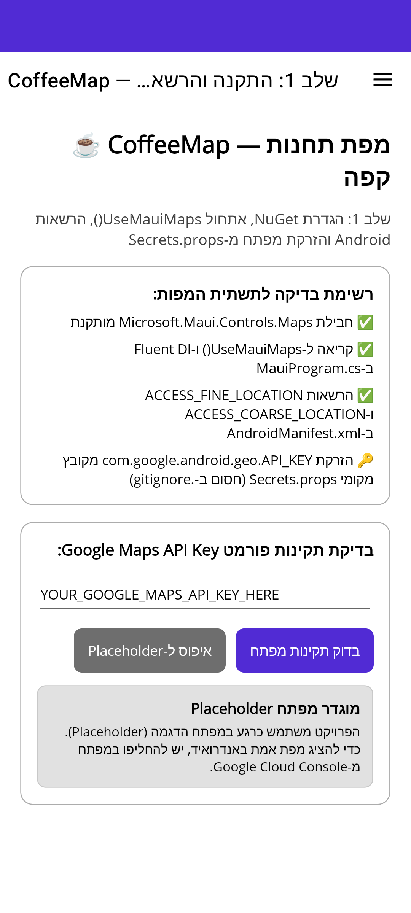 CoffeeMap — שלב 1: התקנה והרשא...
☕ CoffeeMap — מפת תחנות
קפה
שלב 1: הגדרת NuGet, אתחול UseMauiMaps(), הרשאות
Android והזרקת מפתח מ-Secrets.props
רשימת בדיקה לתשתית המפות:
✅ חבילת Microsoft.Maui.Controls.Maps מותקנת
✅ קריאה ל-UseMauiMaps() ו-Fluent DI
ב-MauiProgram.cs
✅ הרשאות ACCESS_FINE_LOCATION
ו-ACCESS_COARSE_LOCATION
ב-AndroidManifest.xml
🔑 הזרקת com.google.android.geo.API_KEY מקובץ
מקומי Secrets.props (חסום ב-.gitignore)
בדיקת תקינות פורמט Google Maps API Key:
YOUR_GOOGLE_MAPS_API_KEY_HERE
בדוק תקינות מפתח
איפוס ל-Placeholder
מוגדר מפתח Placeholder
הפרויקט משתמש כרגע במפתח הדגמה (Placeholder).
כדי להציג מפת אמת באנדרואיד, יש להחליפו במפתח
מ-Google Cloud Console.